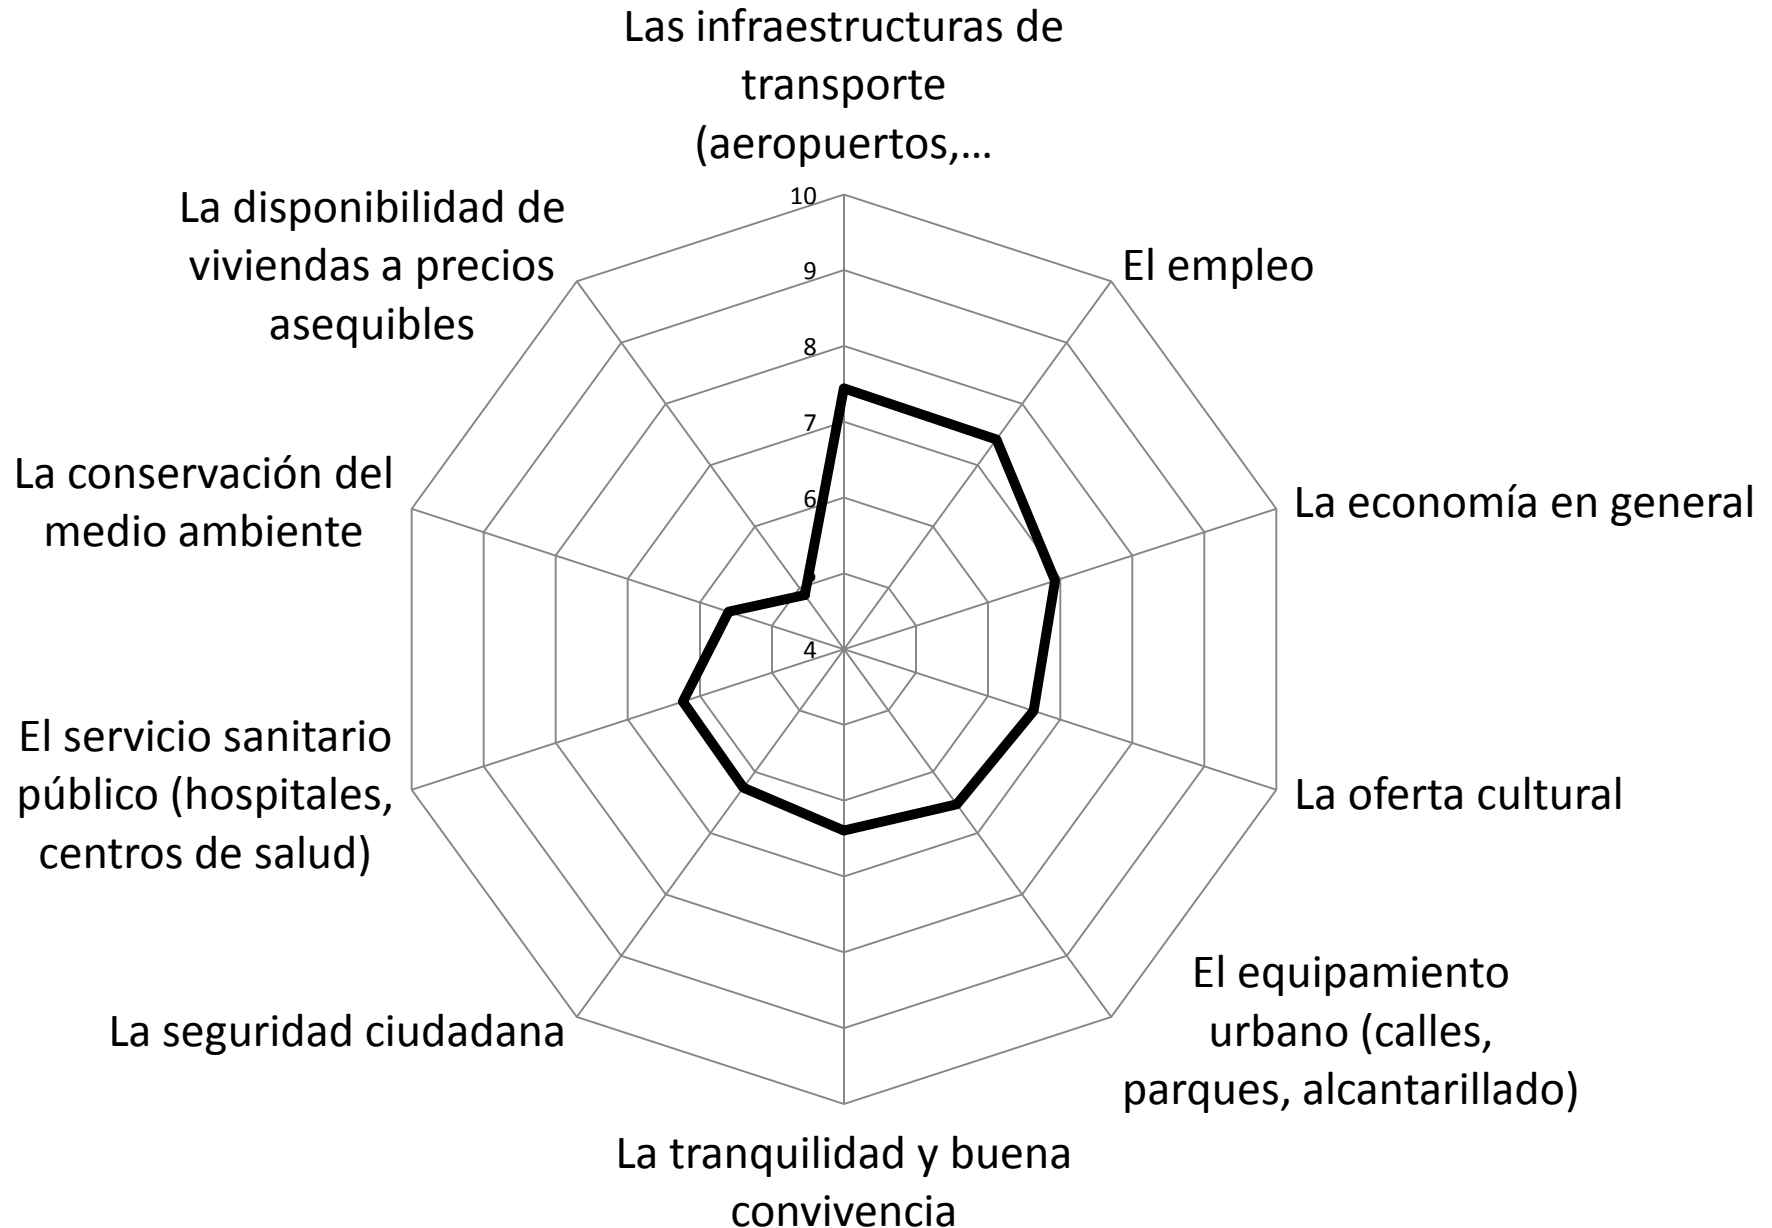 Las infraestructuras de
transporte
(aeropuertos,…
El empleo
La economía en general
La oferta cultural
El equipamiento
urbano (calles,
parques, alcantarillado)
La tranquilidad y buena
convivencia
La seguridad ciudadana
El servicio sanitario
público (hospitales,
centros de salud)
La conservación del
medio ambiente
La disponibilidad de
viviendas a precios
asequibles
10
9
8
7
6
4